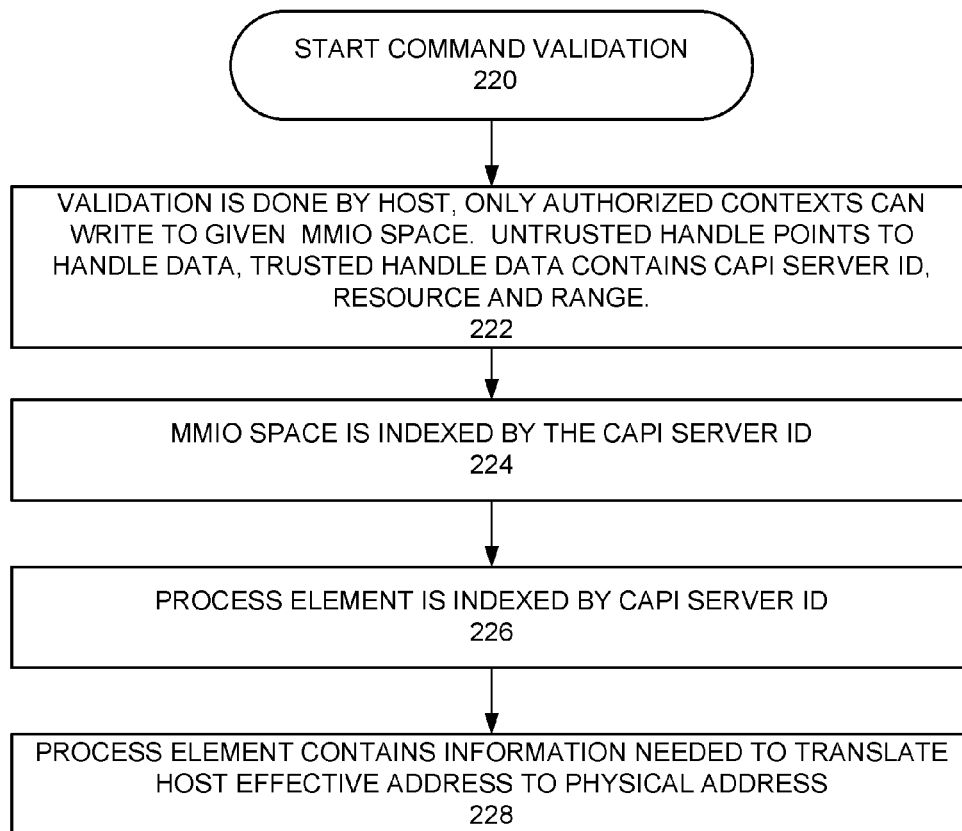 START COMMAND VALIDATION
220
VALIDATION IS DONE BY HOST, ONLY AUTHORIZED CONTEXTS CAN
WRITE TO GIVEN MMIO SPACE. UNTRUSTED HANDLE POINTS TO
HANDLE DATA, TRUSTED HANDLE DATA CONTAINS CAPI SERVER ID,
RESOURCE AND RANGE.
222
MMIO SPACE IS INDEXED BY THE CAPI SERVER ID
224
PROCESS ELEMENT IS INDEXED BY CAPI SERVER ID
226
PROCESS ELEMENT CONTAINS INFORMATION NEEDED TO TRANSLATE
HOST EFFECTIVE ADDRESS TO PHYSICAL ADDRESS
228